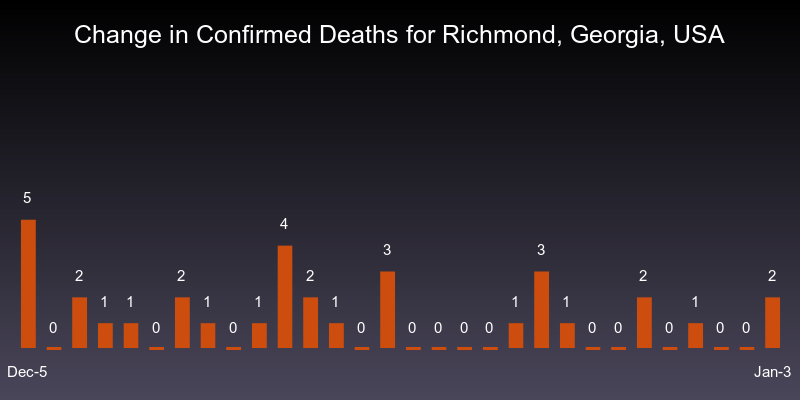 Change in Confirmed Deaths for Richmond, Georgia, USA
5 0 2 1 1 0 2 1 0 1 4 2 1 0 3 0 0 0 0 1 3 1 0 0 2 0 1 0 0 2
Dec-5 Jan-3